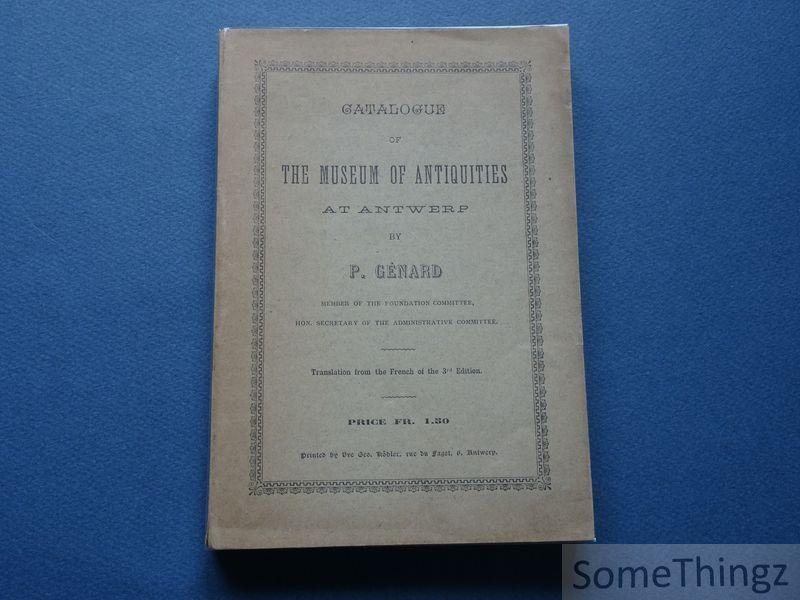 CATALOGUE
OF
THE MUSEUM OF ANTIQUITIES
AT ANTWERP
BY
P. GÉNARD
MEMBER OF THE FOUNDATION COMMITTEE,
HON. SECRETARY OF THE ADMINISTRATIVE COMMITTEE.
Translation from the French of the 3rd Edition.
PRICE FR. 1.50
Printed by Vve Geo. Köhler, rue du Faget, 6, Antwerp.
SomeThingz